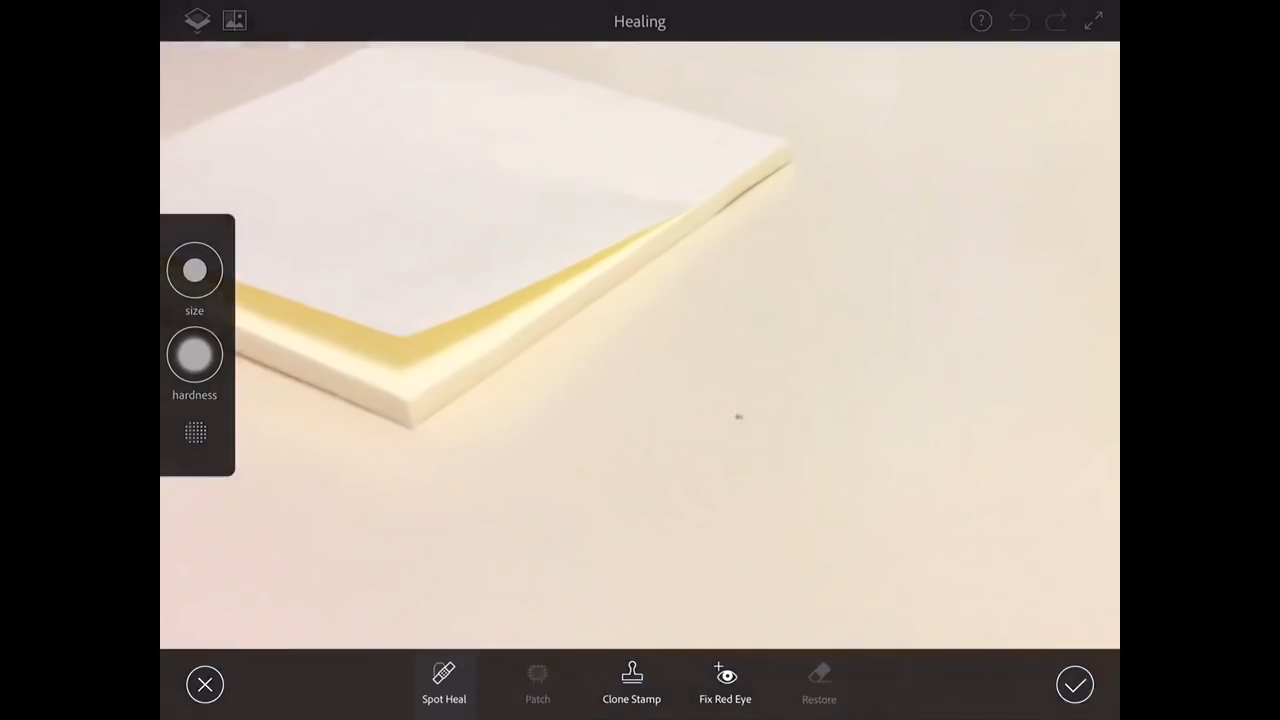 Healing
size
hardness
Spot Heal
Patch
Clone Stamp
Fix Red Eye
Restore